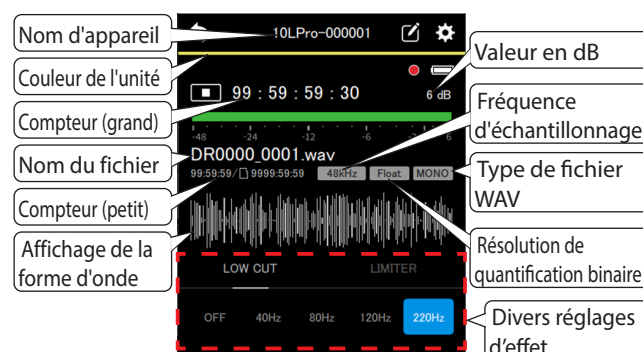 Nom d'appareil
Couleur de l'unité
Compteur (grand)
Nom du fichier
Compteur (petit)
Affichage de la
forme d'onde
10LPro-000001
99 : 59 : 59 : 30
6 dB
-48 -24 -12 -6 6
DR0000_0001.wav
99:59:59/ 9999:59:59 48kHz Float MONO
LOW CUT LIMITER
OFF 40Hz 80Hz 120Hz 220Hz
Valeur en dB
Fréquence
d'échantillonnage
Type de fichier
WAV
Résolution de
quantification binaire
Divers réglages
d'effet